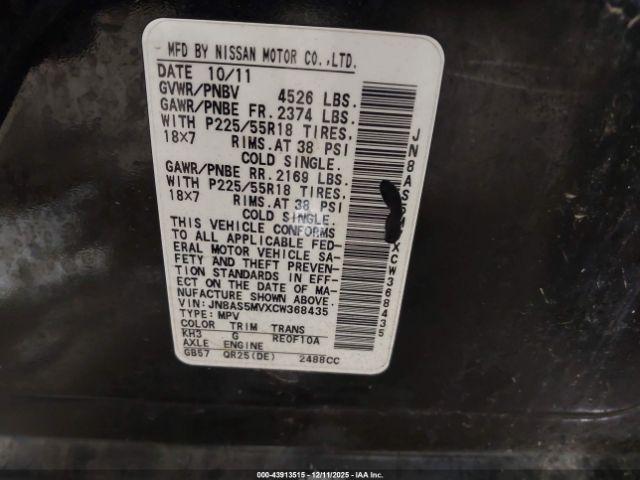 MFD BY NISSAN MOTOR CO.,LTD.
DATE 10/11
GVWR/PNBV 4526 LBS.
GAWR/PNBE FR. 2374 LBS.
WITH P225/55R18 TIRES.
18X7 RIMS.AT 38 PSI
COLD SINGLE.
GAWR/PNBE RR. 2169 LBS.
WITH P225/55R18 TIRES.
18X7 RIMS.AT 38 PSI
COLD SINGLE.
THIS VEHICLE CONFORMS
TO ALL APPLICABLE FED-
ERAL MOTOR VEHICLE SA-
FETY AND THEFT PREVEN-
TION STANDARDS IN EFF-
ECT ON THE DATE OF MA-
NUFACTURE SHOWN ABOVE.
VIN: JN8AS5MVXCW368435
TYPE: MPV
COLOR TRIM TRANS
KH3 G RE0F10A
AXLE ENGINE
GB57 QR25(DE) 2488CC
000-43913515 - 12/11/2025 - IAAI.com